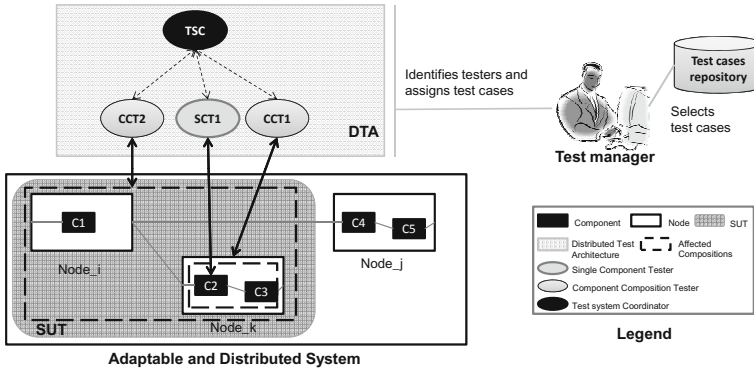 TSC
CCT2
SCT1
CCT1
DTA
Identifies testers and
assigns test cases
Test cases
repository
Selects
test cases
Test manager
C1
Node_i
C4
C5
Node_j
C2
C3
Node_k
SUT
Adaptable and Distributed System
Component
Node
SUT
Distributed Test
Architecture
Affected
Compositions
Single Component Tester
Component Composition Tester
Test system Coordinator
Legend